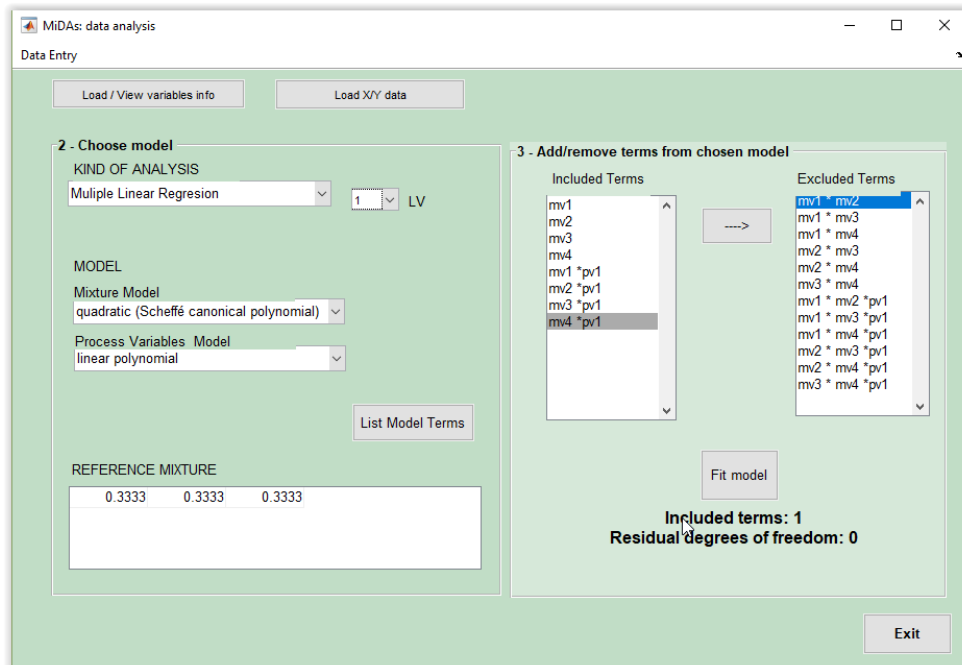 MiDAs: data analysis
Data Entry
Load / View variables info
Load X/Y data
2 - Choose model
KIND OF ANALYSIS
Muliple Linear Regresion
1
LV
MODEL
Mixture Model
quadratic (Scheffé canonical polynomial)
Process Variables Model
linear polynomial
List Model Terms
REFERENCE MIXTURE
0.3333 0.3333 0.3333
3 - Add/remove terms from chosen model
Included Terms
mv1
mv2
mv3
mv4
mv1 *pv1
mv2 *pv1
mv3 *pv1
mv4 *pv1
---->
Excluded Terms
mv1 * mv2
mv1 * mv3
mv1 * mv4
mv2 * mv3
mv2 * mv4
mv3 * mv4
mv1 * mv2 *pv1
mv1 * mv3 *pv1
mv1 * mv4 *pv1
mv2 * mv3 *pv1
mv2 * mv4 *pv1
mv3 * mv4 *pv1
Fit model
Included terms: 1
Residual degrees of freedom: 0
Exit